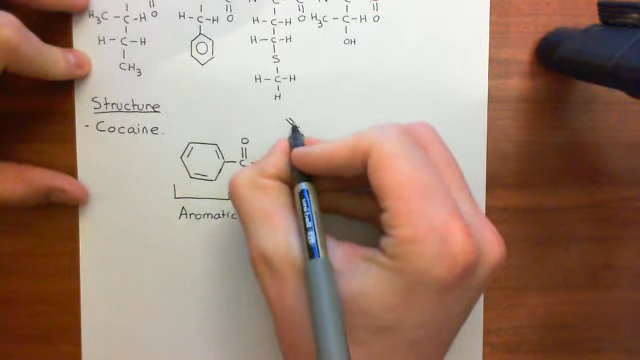 H₃C-C-H O H-C-H O H-C-H H₃C-C-H O
H-C-H H-C-H OH
S
CH₃ H-C-H
H
Structure
- Cocaine.
O
C
Aromatic